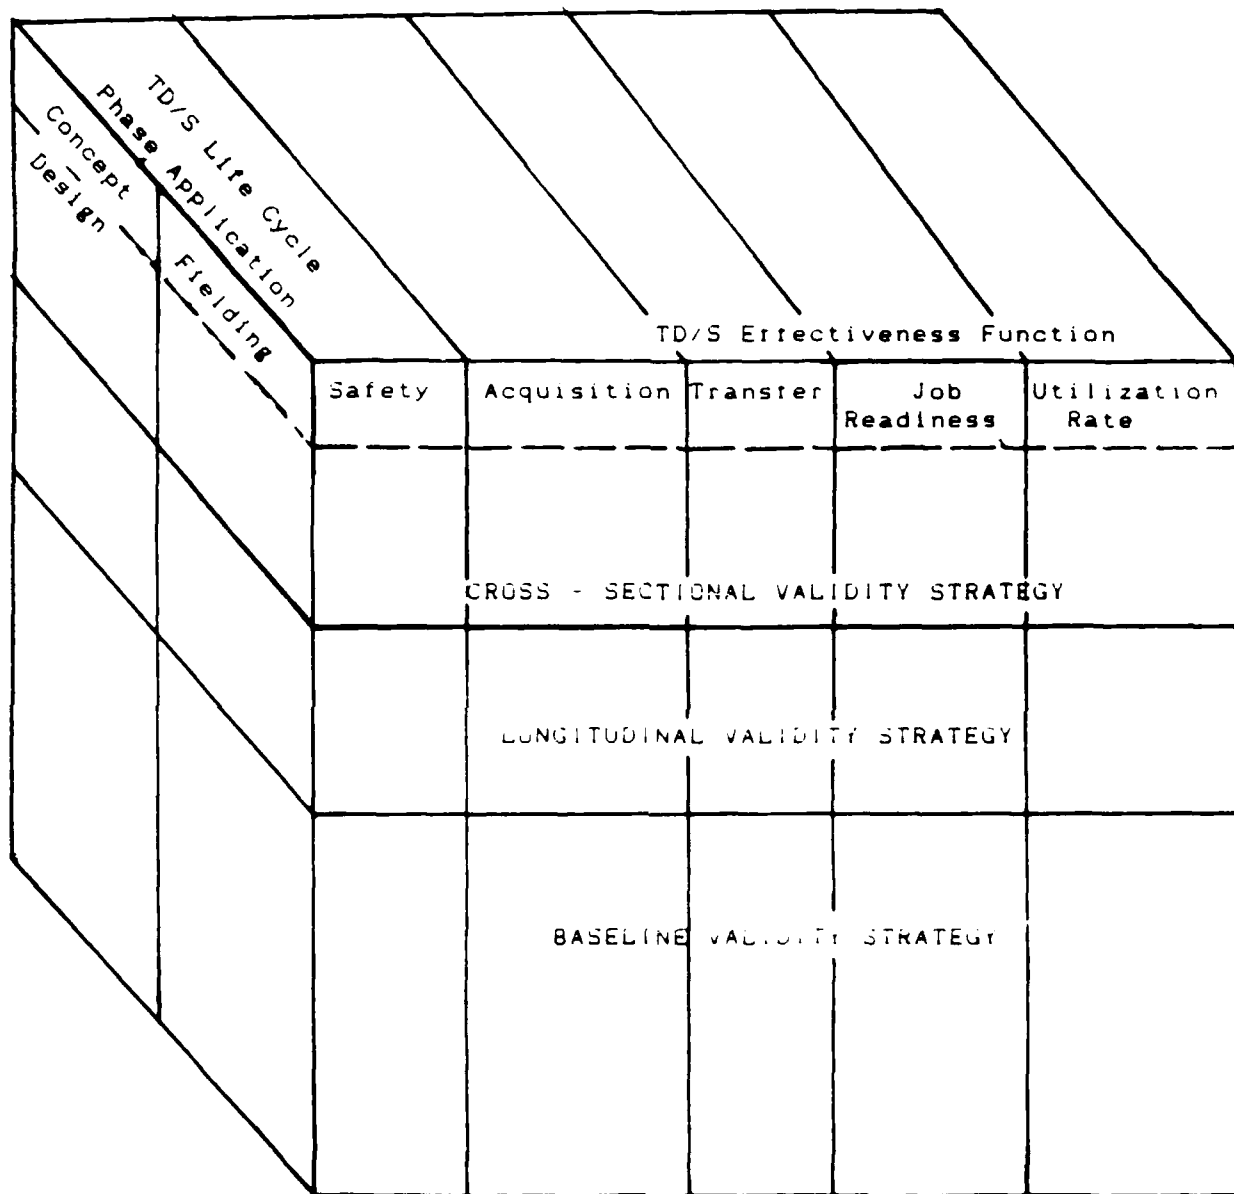 TD/S Life Cycle
Phase Application
Concept
-
Design
Fielding
TD/S Effectiveness Function
Safety
Acquisition
Transfer
Job
Readiness
Utilization
Rate
CROSS - SECTIONAL VALIDITY STRATEGY
LONGITUDINAL VALIDITY STRATEGY
BASELINE VALIDITY STRATEGY